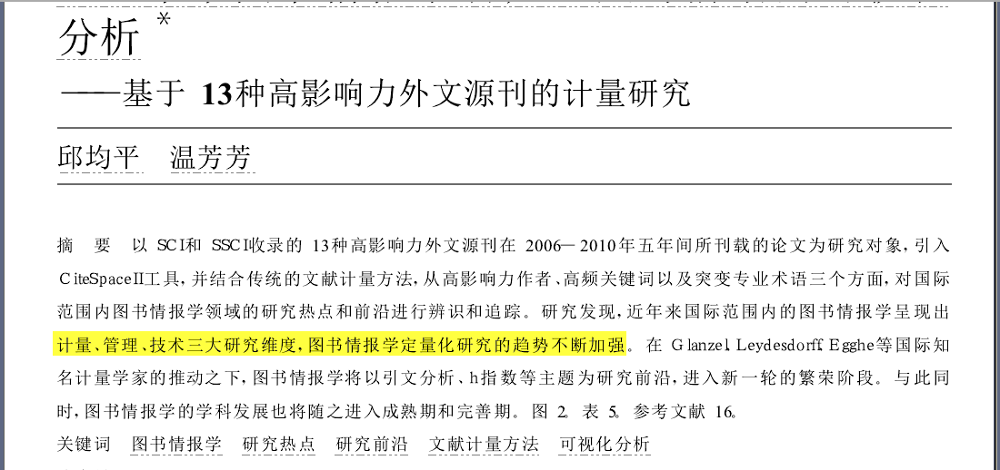 分析*
——基于 13种高影响力外文源刊的计量研究
邱均平 温芳芳
摘 要 以 SCI和 SSCI收录的 13种高影响力外文源刊在 2006—2010年五年间所刊载的论文为研究对象,引入
CiteSpaceII工具,并结合传统的文献计量方法,从高影响力作者、高频关键词以及突变专业术语三个方面,对国际
范围内图书情报学领域的研究热点和前沿进行辨识和追踪。研究发现,近年来国际范围内的图书情报学呈现出
计量、管理、技术三大研究维度,图书情报学定量化研究的趋势不断加强。在 Glanzel、Leydesdorff、Egghe等国际知
名计量学家的推动之下,图书情报学将以引文分析、h指数等主题为研究前沿,进入新一轮的繁荣阶段。与此同
时,图书情报学的学科发展也将随之进入成熟期和完善期。图 2。表 5。参考文献 16。
关键词 图书情报学 研究热点 研究前沿 文献计量方法 可视化分析